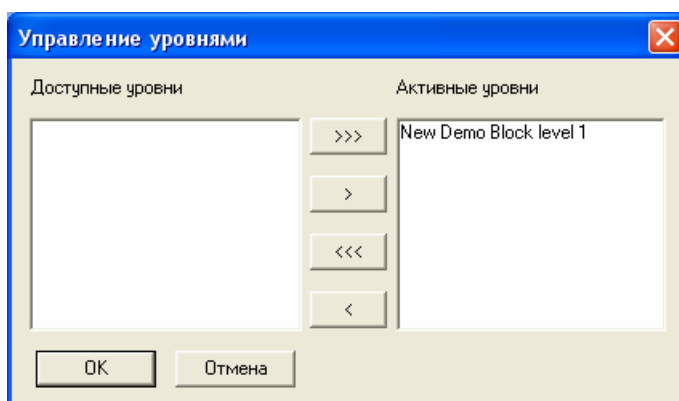 Управление уровнями
Доступные уровни
Активные уровни
>>>
New Demo Block level 1
>
<<<
<
OK
Отмена